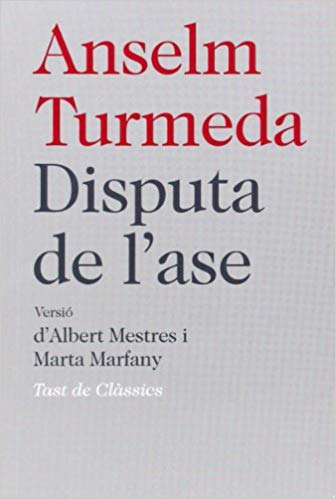 Anselm
Turmeda
Disputa
de l'ase
Versió
d'Albert Mestres i
Marta Marfany
Tast de Clàssics